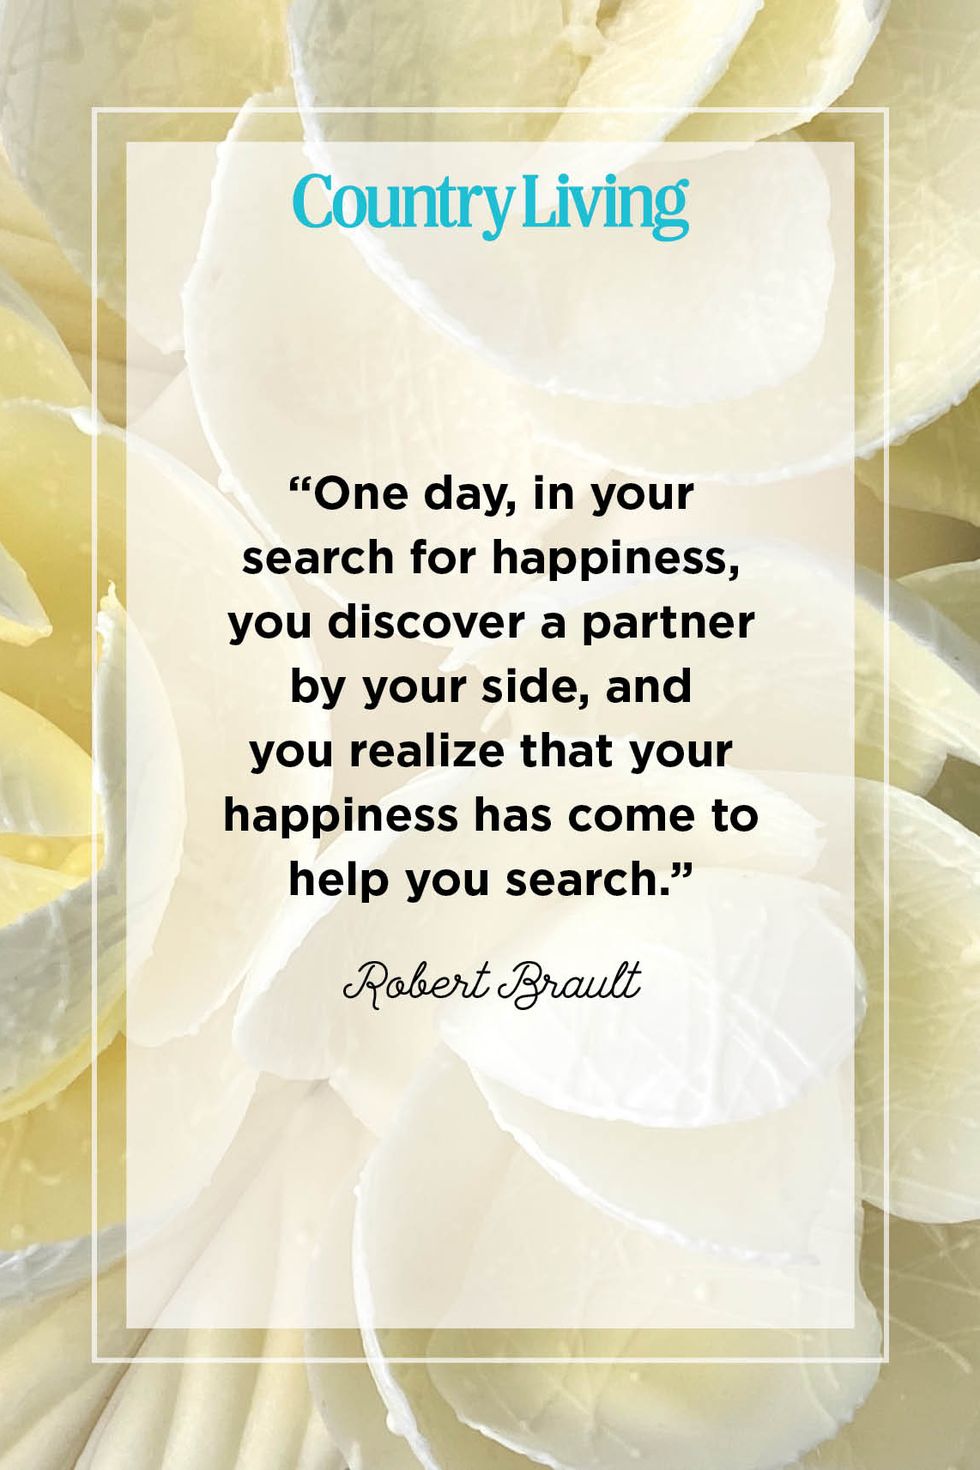 Country Living
“One day, in your
search for happiness,
you discover a partner
by your side, and
you realize that your
happiness has come to
help you search.”
Robert Brault